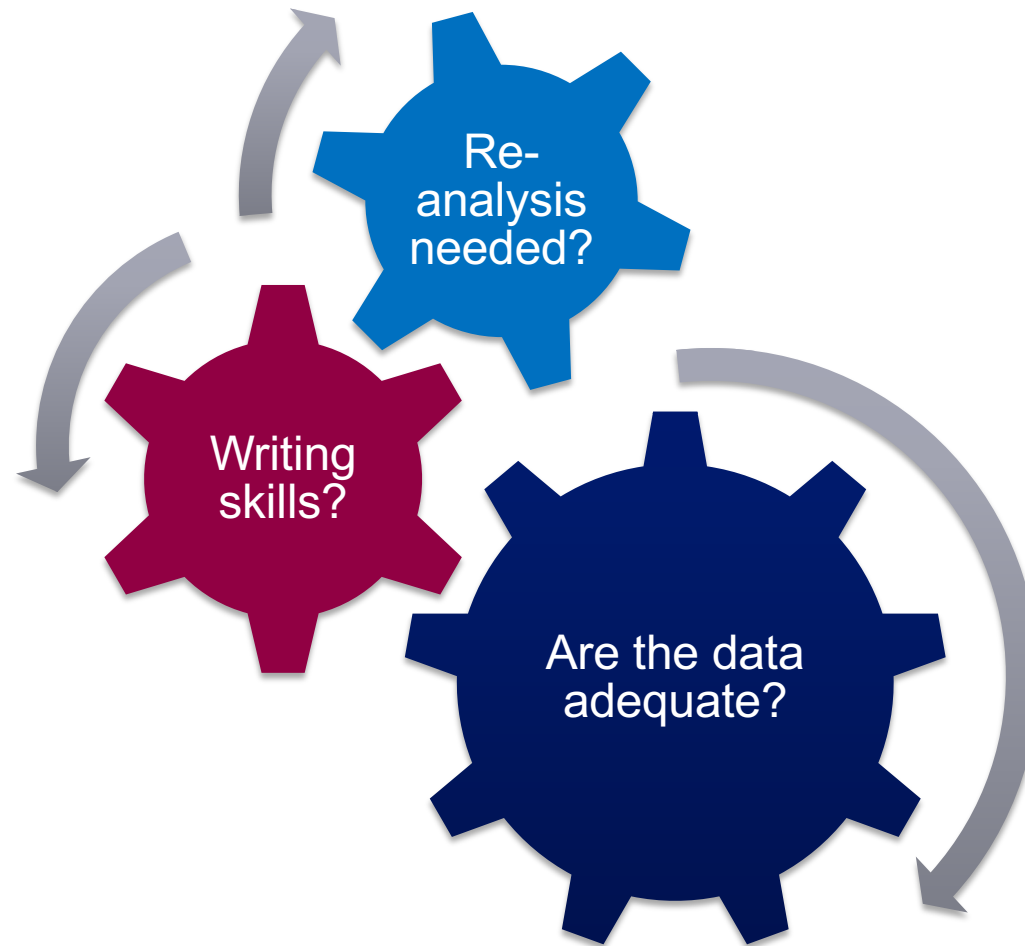 Re-
analysis
needed?
Writing
skills?
Are the data
adequate?